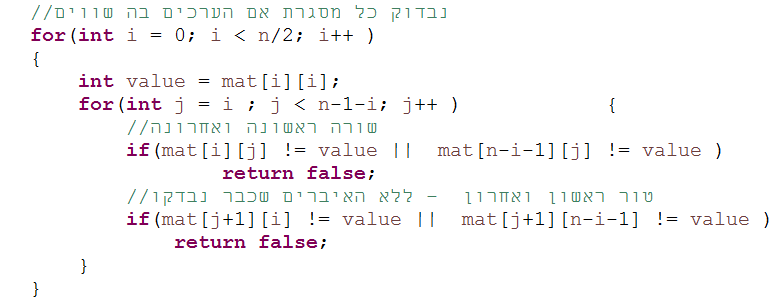 //נבדוק כל מסגרת אם הערכים בה שווים
for(int i = 0; i < n/2; i++ )
{
int value = mat[i][i];
for(int j = i ; j < n-1-i; j++ ) {
//שורה ראשונה ואחרונה
if(mat[i][j] != value || mat[n-i-1][j] != value )
return false;
//טור ראשון ואחרון - ללא האיברים שכבר נבדקו
if(mat[j+1][i] != value || mat[j+1][n-i-1] != value )
return false;
}
}